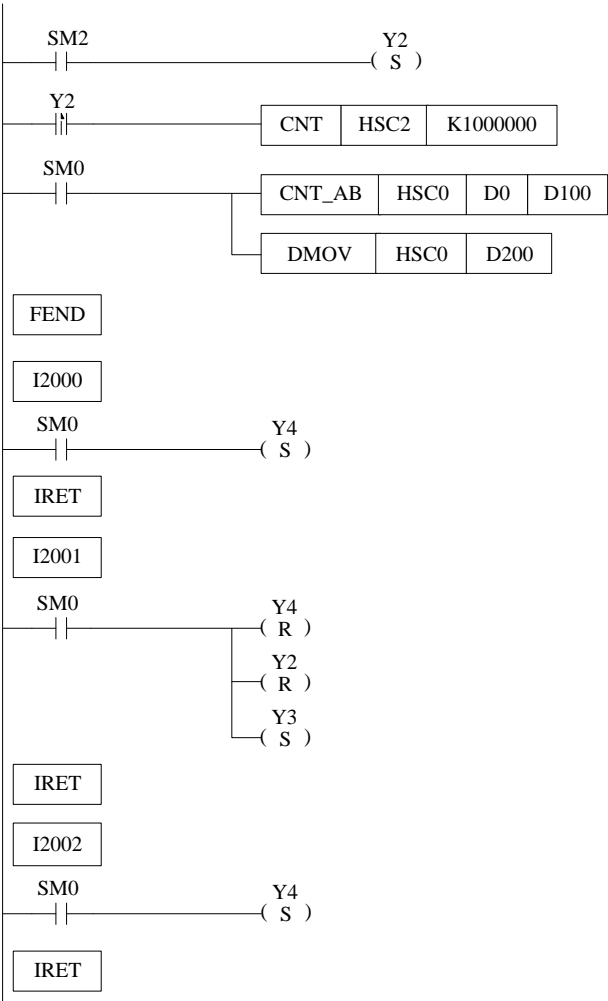 SM2 Y2
( S )
Y2
CNT HSC2 K1000000
SM0
CNT_AB HSC0 D0 D100
DMOV HSC0 D200
FEND
I2000
SM0 Y4
( S )
IRET
I2001
SM0 Y4
( R )
Y2
( R )
Y3
( S )
IRET
I2002
SM0 Y4
( S )
IRET